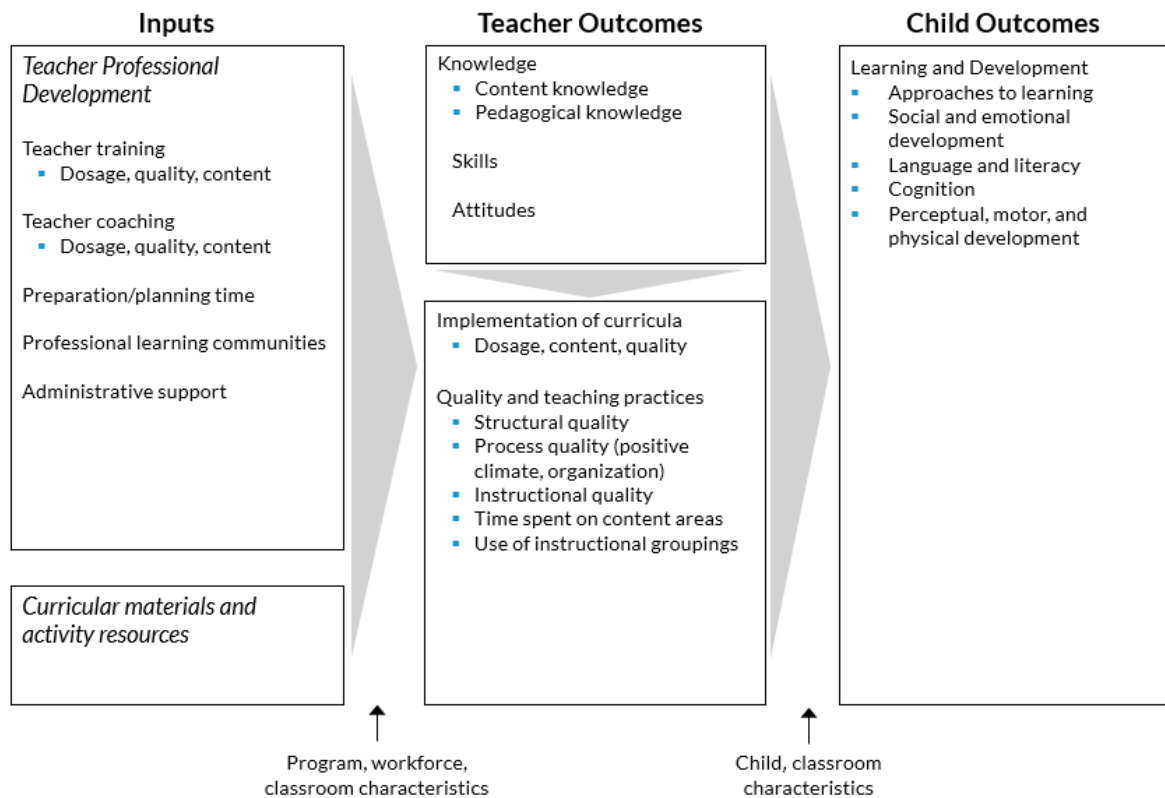 Inputs
Teacher Professional
Development
Teacher training
Dosage, quality, content
Teacher coaching
Dosage, quality, content
Preparation/planning time
Professional learning communities
Administrative support
Curricular materials and
activity resources
Teacher Outcomes
Knowledge
Content knowledge
Pedagogical knowledge
Skills
Attitudes
Implementation of curricula
Dosage, content, quality
Quality and teaching practices
Structural quality
Process quality (positive
climate, organization)
Instructional quality
Time spent on content areas
Use of instructional groupings
Child Outcomes
Learning and Development
Approaches to learning
Social and emotional
development
Language and literacy
Cognition
Perceptual, motor, and
physical development
Program, workforce,
classroom characteristics
Child, classroom
characteristics